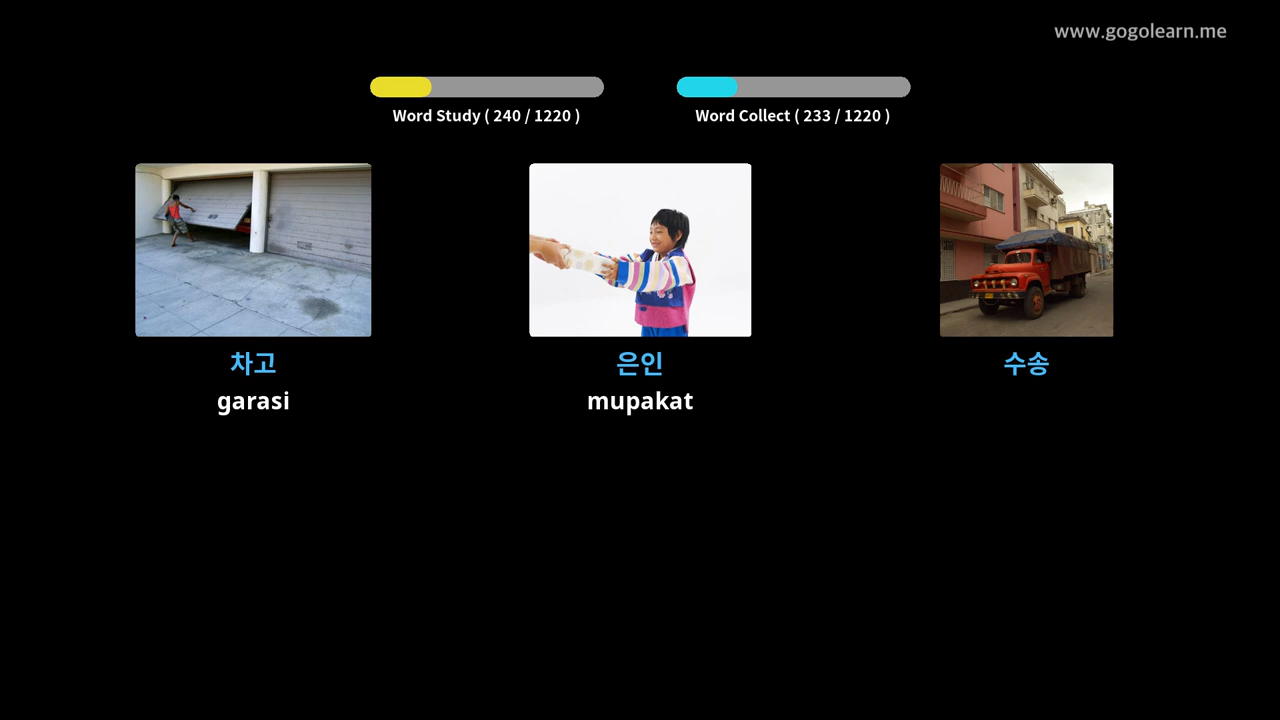 www.gogolearn.me
Word Study ( 240 / 1220 )
Word Collect ( 233 / 1220 )
차고
은인
수송
garasi
mupakat